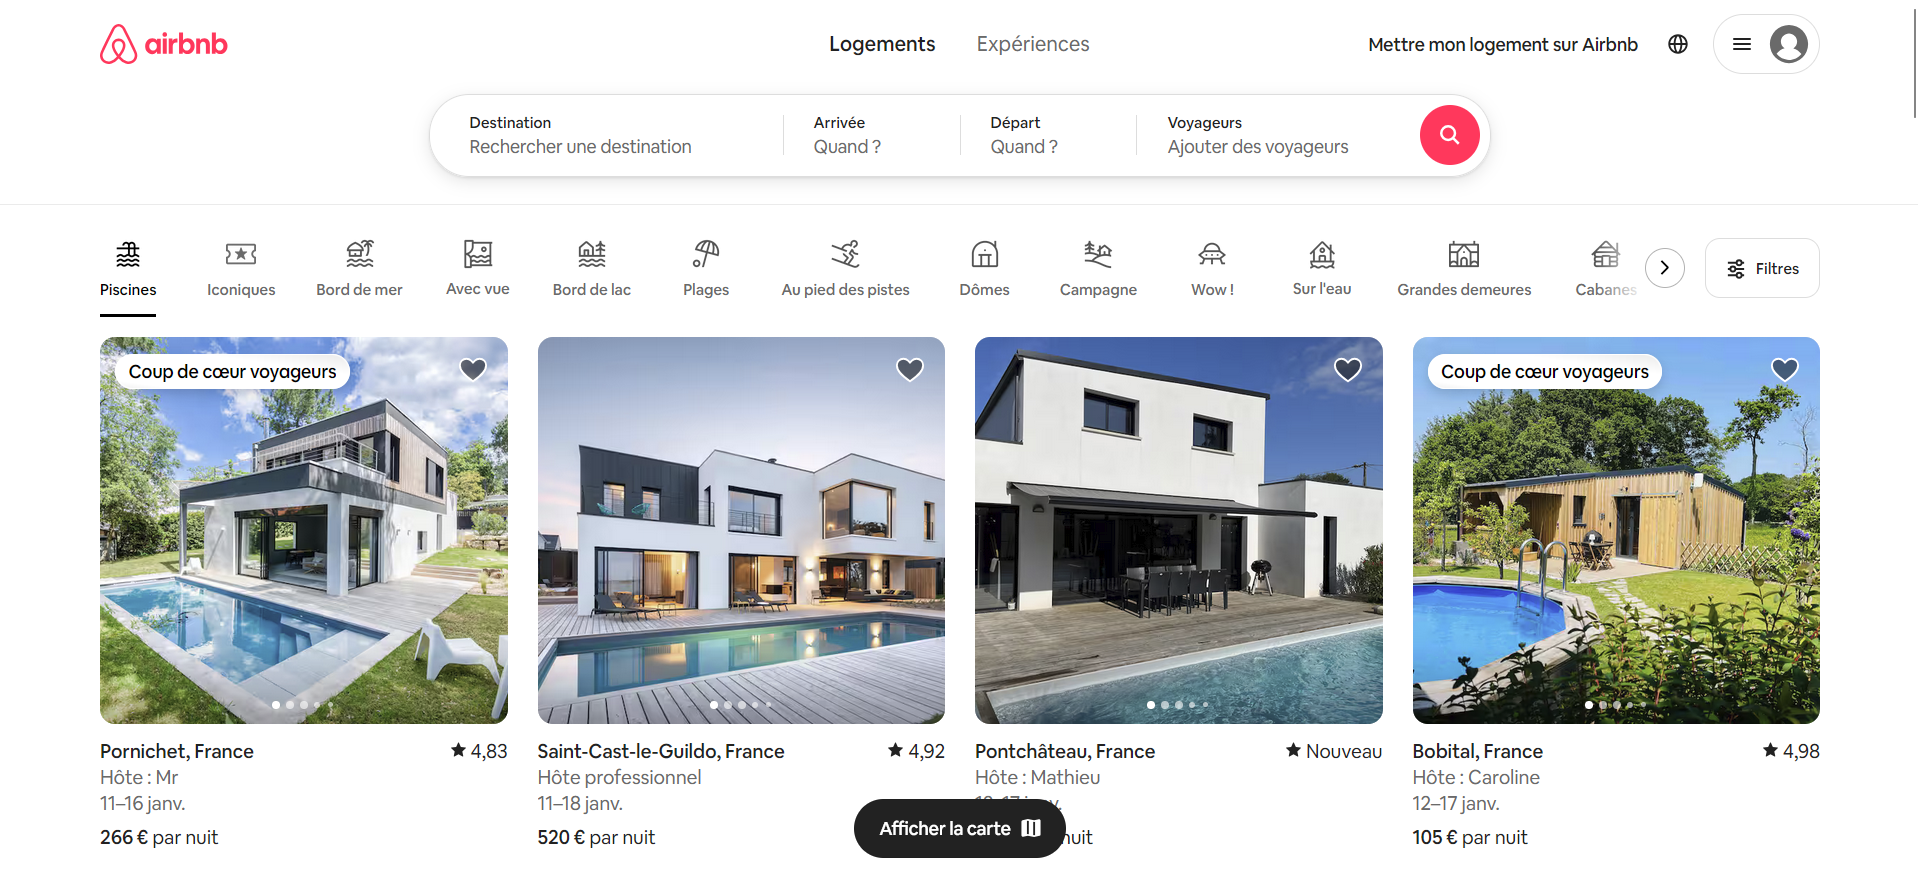 airbnb
Logements
Expériences
Mettre mon logement sur Airbnb
Destination
Rechercher une destination
Arrivée
Quand ?
Départ
Quand ?
Voyageurs
Ajouter des voyageurs
Piscines
Iconiques
Bord de mer
Avec vue
Bord de lac
Plages
Au pied des pistes
Dômes
Campagne
Wow !
Sur l'eau
Grandes demeures
Cabanes
Filtres
Coup de cœur voyageurs
Coup de cœur voyageurs
Pornichet, France
4,83
Hôte : Mr
11–16 janv.
266 € par nuit
Saint-Cast-le-Guildo, France
4,92
Hôte professionnel
11–18 janv.
520 € par nuit
Pontchâteau, France
Nouveau
Hôte : Mathieu
nuit
Bobital, France
4,98
Hôte : Caroline
12–17 janv.
105 € par nuit
Afficher la carte